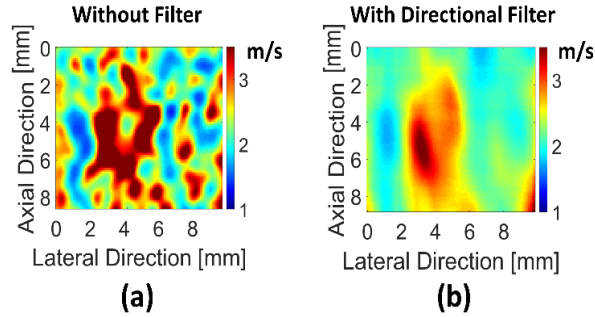 Without Filter
With Directional Filter
m/s
m/s
Axial Direction [mm]
0
2
4
6
8
0 2 4 6 8
Lateral Direction [mm]
3
2
1
Axial Direction [mm]
0
2
4
6
8
0 2 4 6 8
Lateral Direction [mm]
3
2
1
(a)
(b)